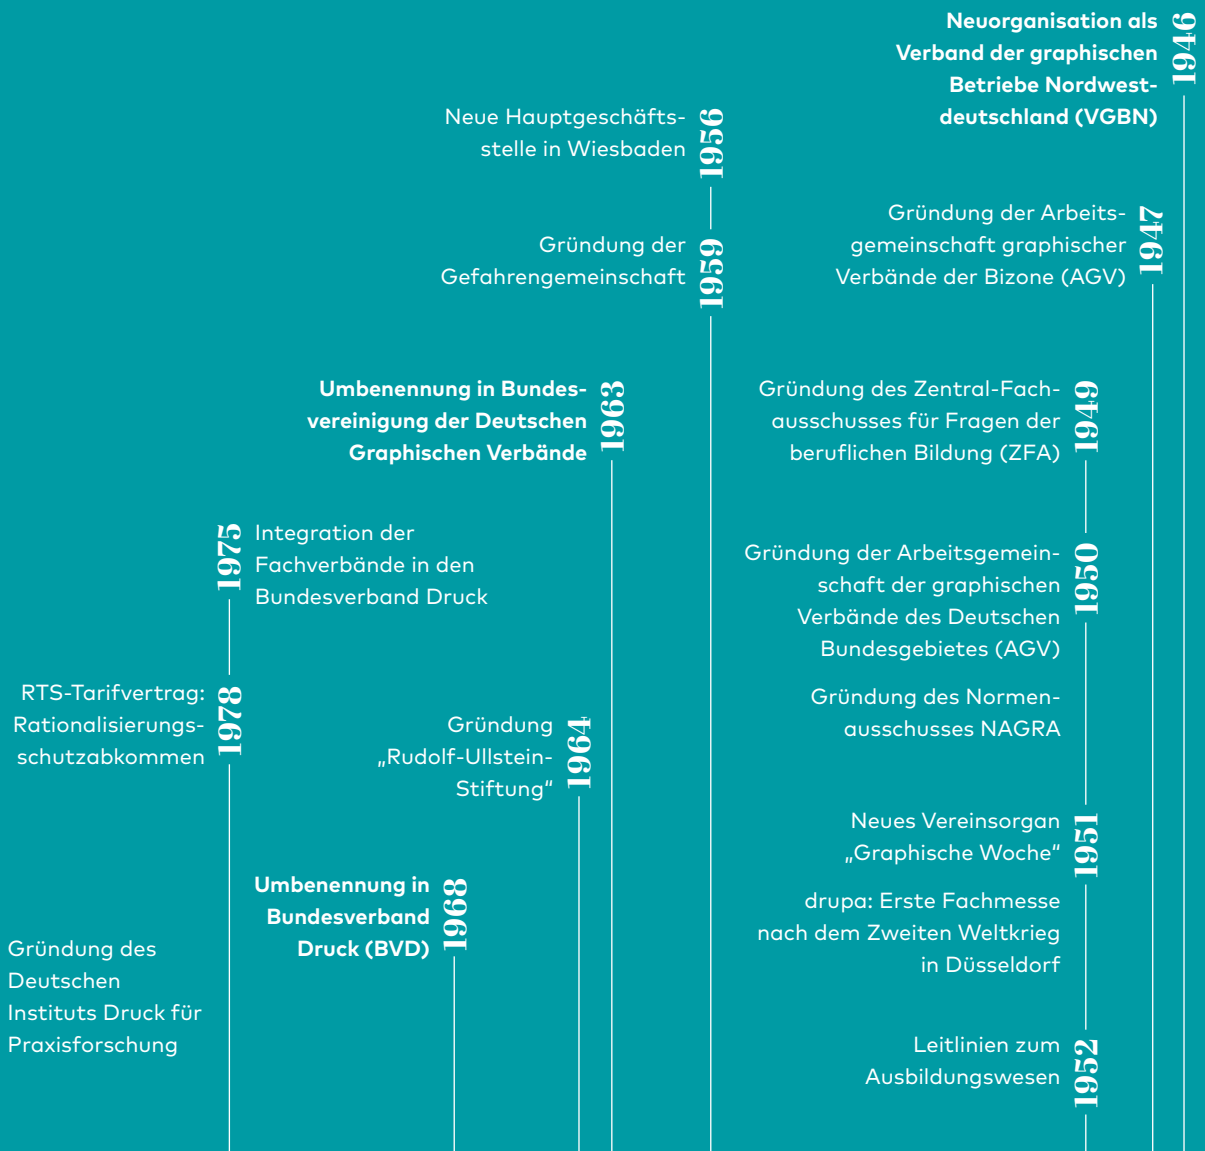 1946
Neuorganisation als
Verband der graphischen
Betriebe Nordwest-
deutschland (VGBN)
1947
Gründung der Arbeits-
gemeinschaft graphischer
Verbände der Bizone (AGV)
1949
Gründung des Zentral-Fach-
ausschusses für Fragen der
beruflichen Bildung (ZFA)
1950
Gründung der Arbeitsgemein-
schaft der graphischen
Verbände des Deutschen
Bundesgebietes (AGV)
Gründung des Normen-
ausschusses NAGRA
1951
Neues Vereinsorgan
„Graphische Woche“
drupa: Erste Fachmesse
nach dem Zweiten Weltkrieg
in Düsseldorf
1952
Leitlinien zum
Ausbildungswesen
1956
Neue Hauptgeschäfts-
stelle in Wiesbaden
1959
Gründung der
Gefahrengemeinschaft
1963
Umbenennung in Bundes-
vereinigung der Deutschen
Graphischen Verbände
1964
Gründung
„Rudolf-Ullstein-
Stiftung“
1968
Umbenennung in
Bundesverband
Druck (BVD)
1975
Integration der
Fachverbände in den
Bundesverband Druck
1978
RTS-Tarifvertrag:
Rationalisierungs-
schutzabkommen
Gründung des
Deutschen
Instituts Druck für
Praxisforschung